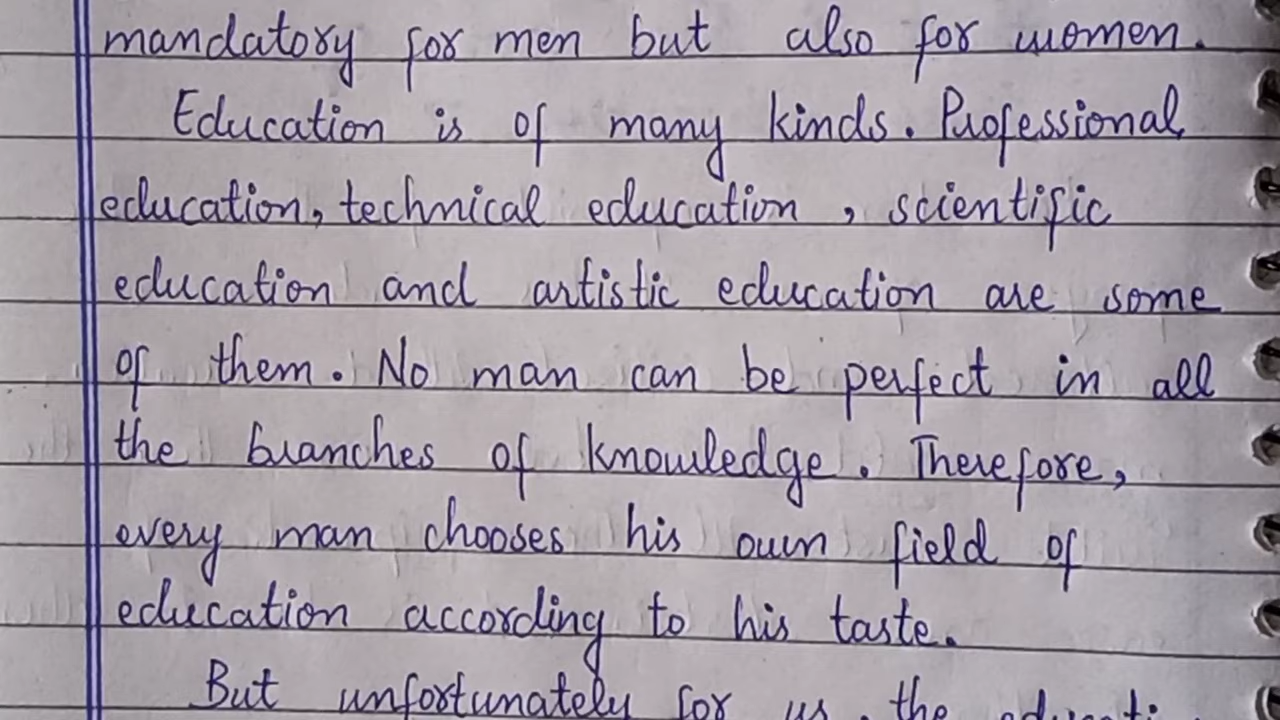 mandatory for men but also for women.
Education is of many kinds. Professional
education, technical education, scientific
education and artistic education are some
of them. No man can be perfect in all
the branches of knowledge. Therefore,
every man chooses his own field of
education according to his taste.
But unfortunately for us, the